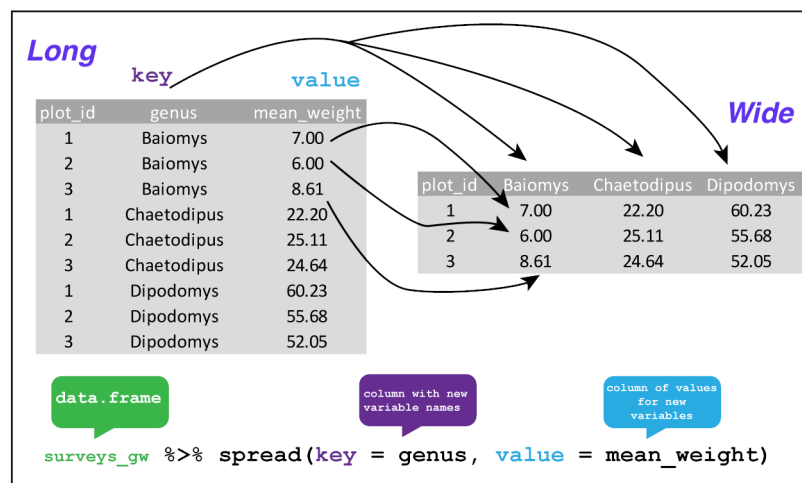 Long
key
value
plot_id genus mean_weight
1 Baiomys 7.00
2 Baiomys 6.00
3 Baiomys 8.61
1 Chaetodipus 22.20
2 Chaetodipus 25.11
3 Chaetodipus 24.64
1 Dipodomys 60.23
2 Dipodomys 55.68
3 Dipodomys 52.05
Wide
plot_id Baiomys Chaetodipus Dipodomys
1 7.00 22.20 60.23
2 6.00 25.11 55.68
3 8.61 24.64 52.05
data.frame
column with new
variable names
column of values
for new
variables
surveys_gw %>% spread(key = genus, value = mean_weight)